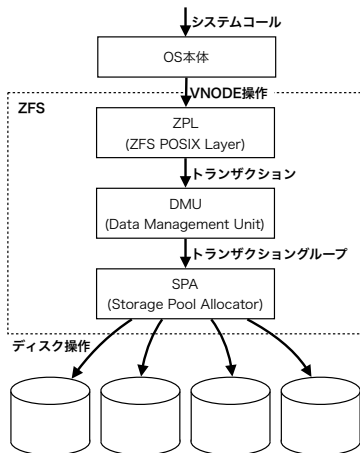 システムコール
OS本体
VNODE操作
ZFS
ZPL
(ZFS POSIX Layer)
トランザクション
DMU
(Data Management Unit)
トランザクショングループ
SPA
(Storage Pool Allocator)
ディスク操作